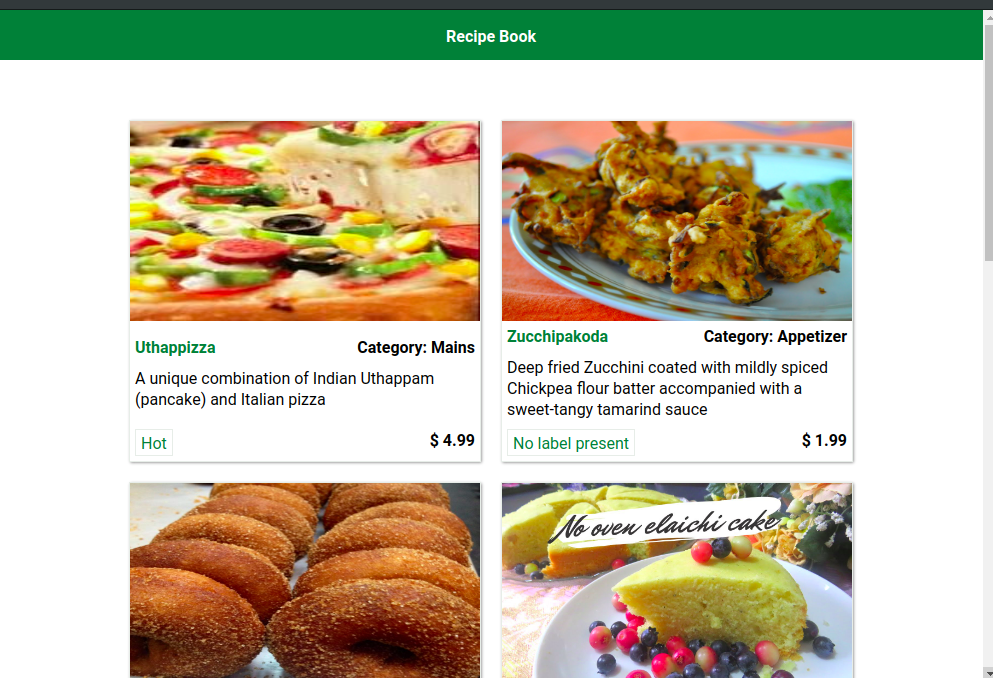 Recipe Book
Uthappizza
Category: Mains
A unique combination of Indian Uthappam
(pancake) and Italian pizza
Hot
$ 4.99
Zucchipakoda
Category: Appetizer
Deep fried Zucchini coated with mildly spiced
Chickpea flour batter accompanied with a
sweet-tangy tamarind sauce
No label present
$ 1.99
No oven elaichi cake